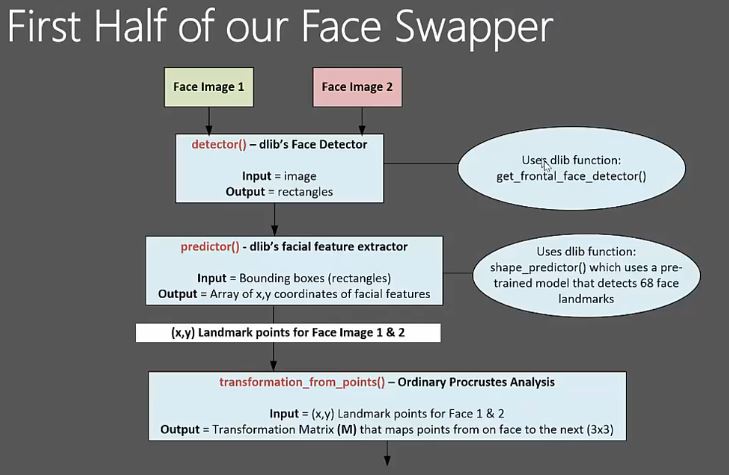 First Half of our Face Swapper
Face Image 1
Face Image 2
detector() – dlib's Face Detector
Input = image
Output = rectangles
Uses dlib function:
get_frontal_face_detector()
predictor() - dlib's facial feature extractor
Input = Bounding boxes (rectangles)
Output = Array of x,y coordinates of facial features
Uses dlib function:
shape_predictor() which uses a pre-
trained model that detects 68 face
landmarks
(x,y) Landmark points for Face Image 1 & 2
transformation_from_points() – Ordinary Procrustes Analysis
Input = (x,y) Landmark points for Face 1 & 2
Output = Transformation Matrix (M) that maps points from on face to the next (3x3)